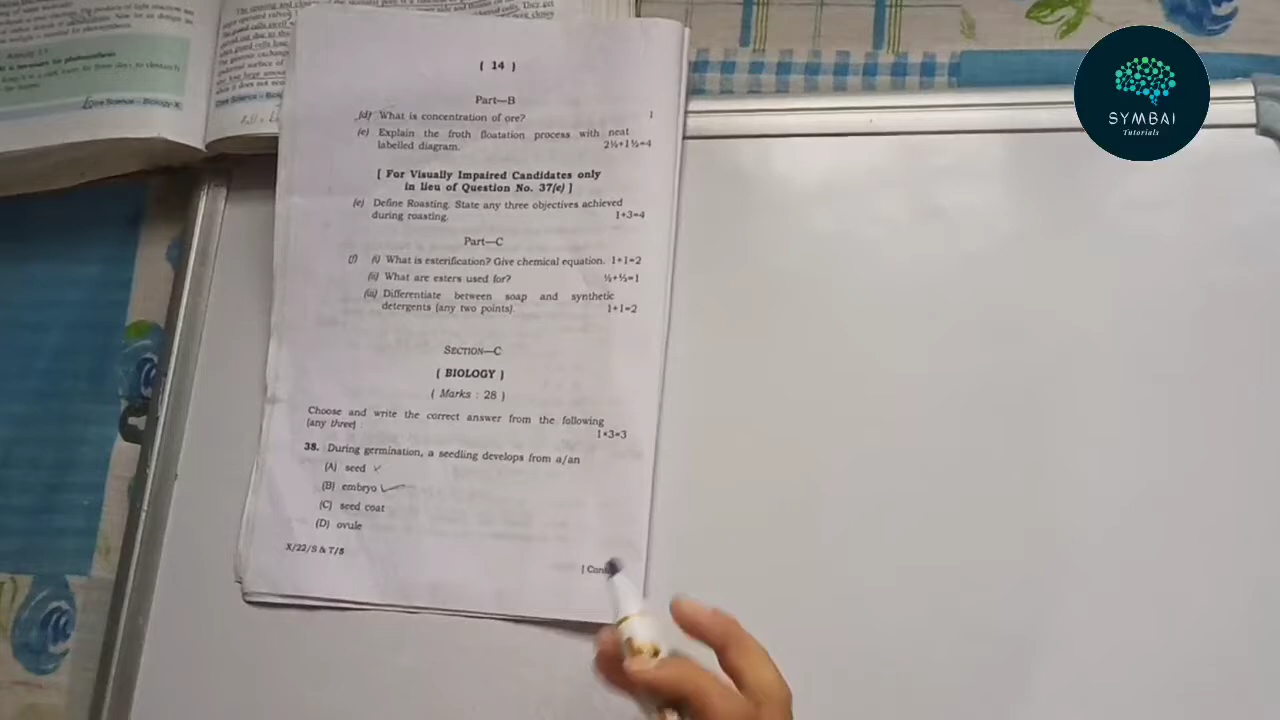 The opening and
( 14 )
Part—B
(d) What is concentration of ore? 1
(e) Explain the froth floatation process with neat
labelled diagram. 2½+1½=4
[ For Visually Impaired Candidates only
in lieu of Question No. 37(e) ]
(e) Define Roasting. State any three objectives achieved
during roasting. 1+3=4
Part—C
(f) (i) What is esterification? Give chemical equation. 1+1=2
(ii) What are esters used for? ½+½=1
(iii) Differentiate between soap and synthetic
detergents (any two points). 1+1=2
SECTION—C
( BIOLOGY )
( Marks : 28 )
Choose and write the correct answer from the following
(any three) :
1×3=3
38. During germination, a seedling develops from a/an
(A) seed
(B) embryo
(C) seed coat
(D) ovule
X/22/S & T/5
SYMBAI
Tutorials